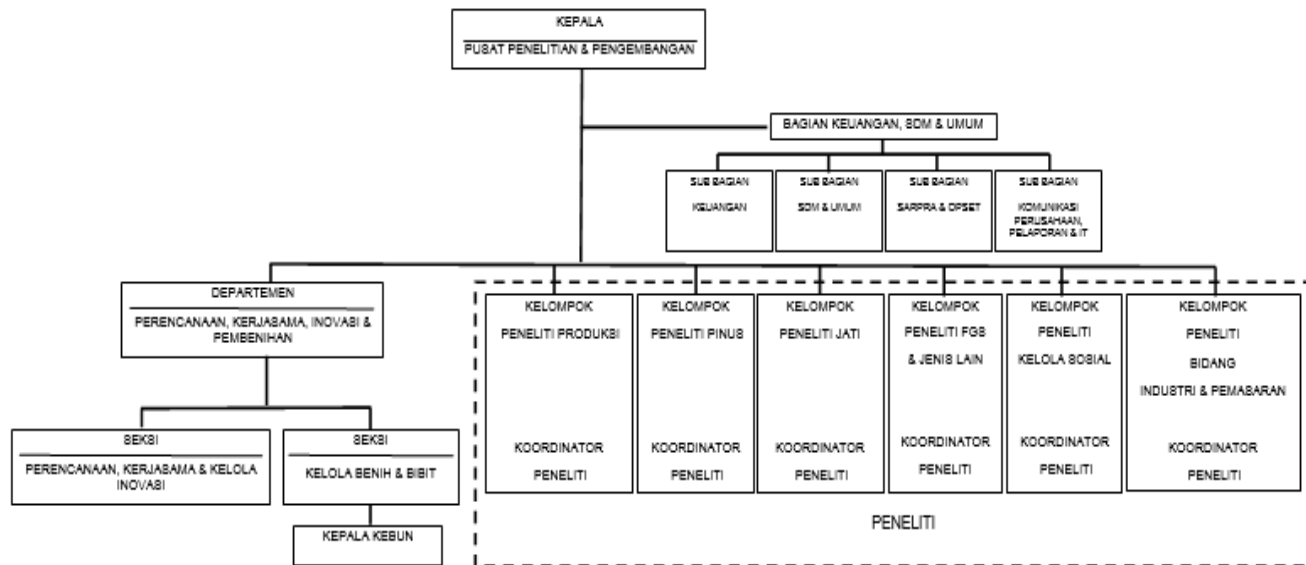 KEPALA
PUSAT PENELITIAN & PENGEMBANGAN
BAGIAN KEUANGAN, SDM & UMUM
SUB BAGIAN
KEUANGAN
SUB BAGIAN
SDM & UMUM
SUB BAGIAN
SARPRA & OPSET
SUB BAGIAN
KOMUNIKASI
PERUSAHAAN,
PELAPORAN & IT
DEPARTEMEN
PERENCANAAN, KERJASAMA, INOVASI &
PEMBENIHAN
SEKSI
PERENCANAAN, KERJASAMA & KELOLA
INOVASI
SEKSI
KELOLA BENIH & BIBIT
KEPALA KEBUN
KELOMPOK
PENELITI PRODUKSI
KOORDINATOR
PENELITI
KELOMPOK
PENELITI PINUS
KOORDINATOR
PENELITI
KELOMPOK
PENELITI JATI
KOORDINATOR
PENELITI
KELOMPOK
PENELITI FGS
& JENIS LAIN
KOORDINATOR
PENELITI
KELOMPOK
PENELITI
KELOLA SOSIAL
KOORDINATOR
PENELITI
KELOMPOK
PENELITI
BIDANG
INDUSTRI & PEMASARAN
KOORDINATOR
PENELITI
PENELITI